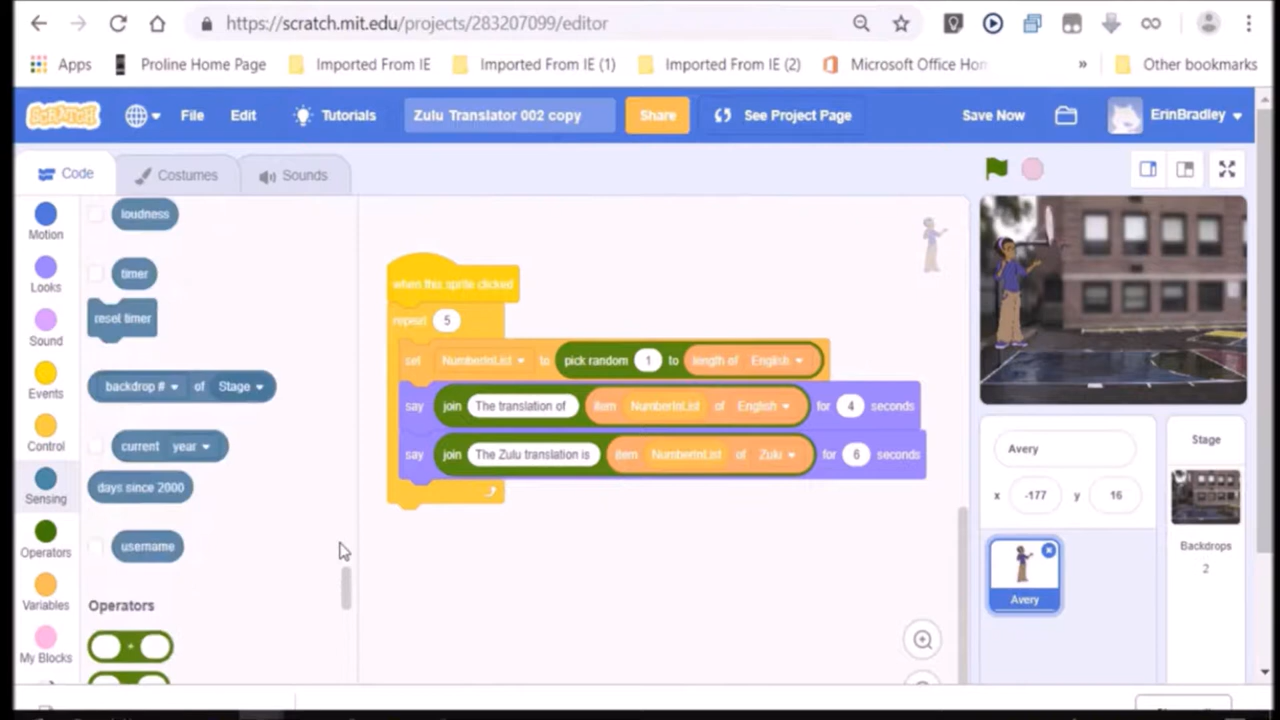 https://scratch.mit.edu/projects/283207099/editor
Apps Proline Home Page Imported From IE Imported From IE (1) Imported From IE (2) Microsoft Office Hom » Other bookmarks
SCRATCH File Edit Tutorials Zulu Translator 002 copy Share See Project Page Save Now ErinBradley
Code Costumes Sounds
Motion
Looks
Sound
Events
Control
Sensing
Operators
Variables
My Blocks
loudness
timer
reset timer
backdrop # of Stage
current year
days since 2000
username
Operators
+
when this sprite clicked
repeat 5
set NumberInList to pick random 1 to length of English
say join The translation of item NumberInList of English for 4 seconds
say join The Zulu translation is item NumberInList of Zulu for 6 seconds
Avery
x -177 y 16
Avery
Stage
Backdrops
2